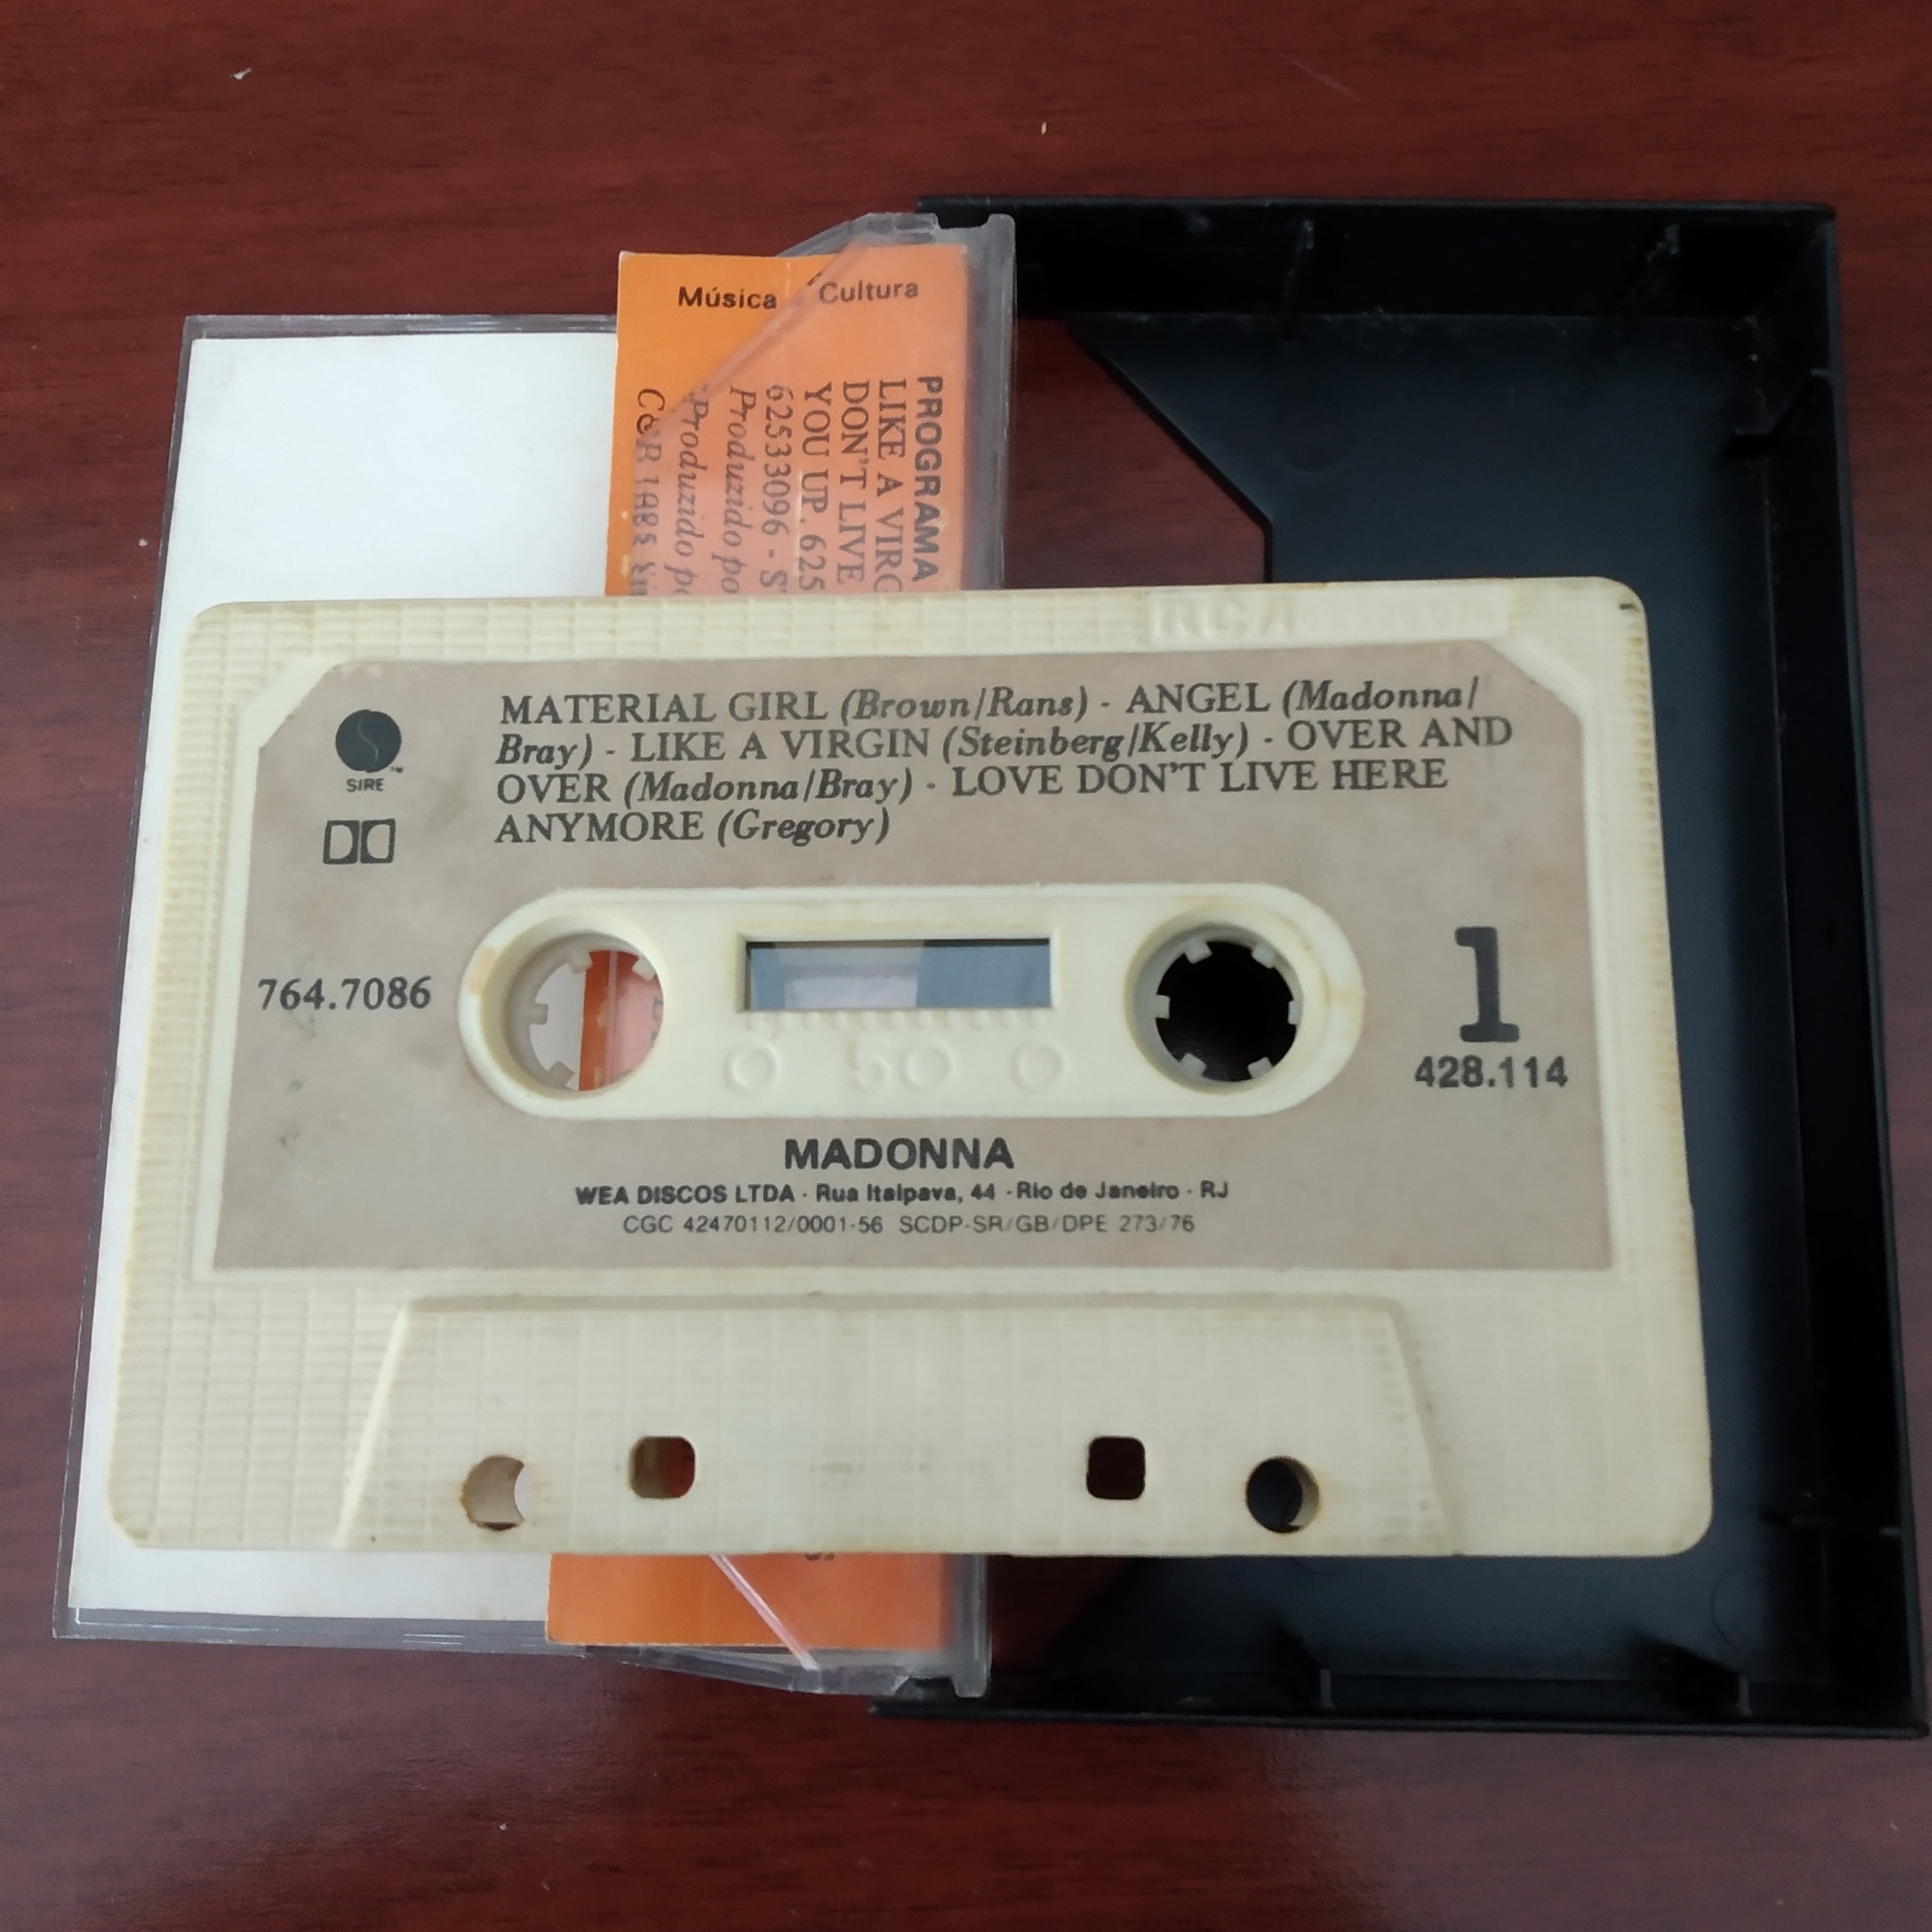 Música Cultura
PROGRAMA
LIKE A VIRG
DON'T LIVE
YOU UP. 625
62533096 - S
Produzido po
Produzido
RCA
MATERIAL GIRL (Brown/Rans) - ANGEL (Madonna/
Bray) - LIKE A VIRGIN (Steinberg/Kelly) - OVER AND
OVER (Madonna/Bray) - LOVE DON'T LIVE HERE
ANYMORE (Gregory)
SIRE
764.7086
50
1
428.114
MADONNA
WEA DISCOS LTDA · Rua Itaipava, 44 - Rio de Janeiro · RJ
CGC 42470112/0001-56 SCDP-SR/GB/DPE 273/76